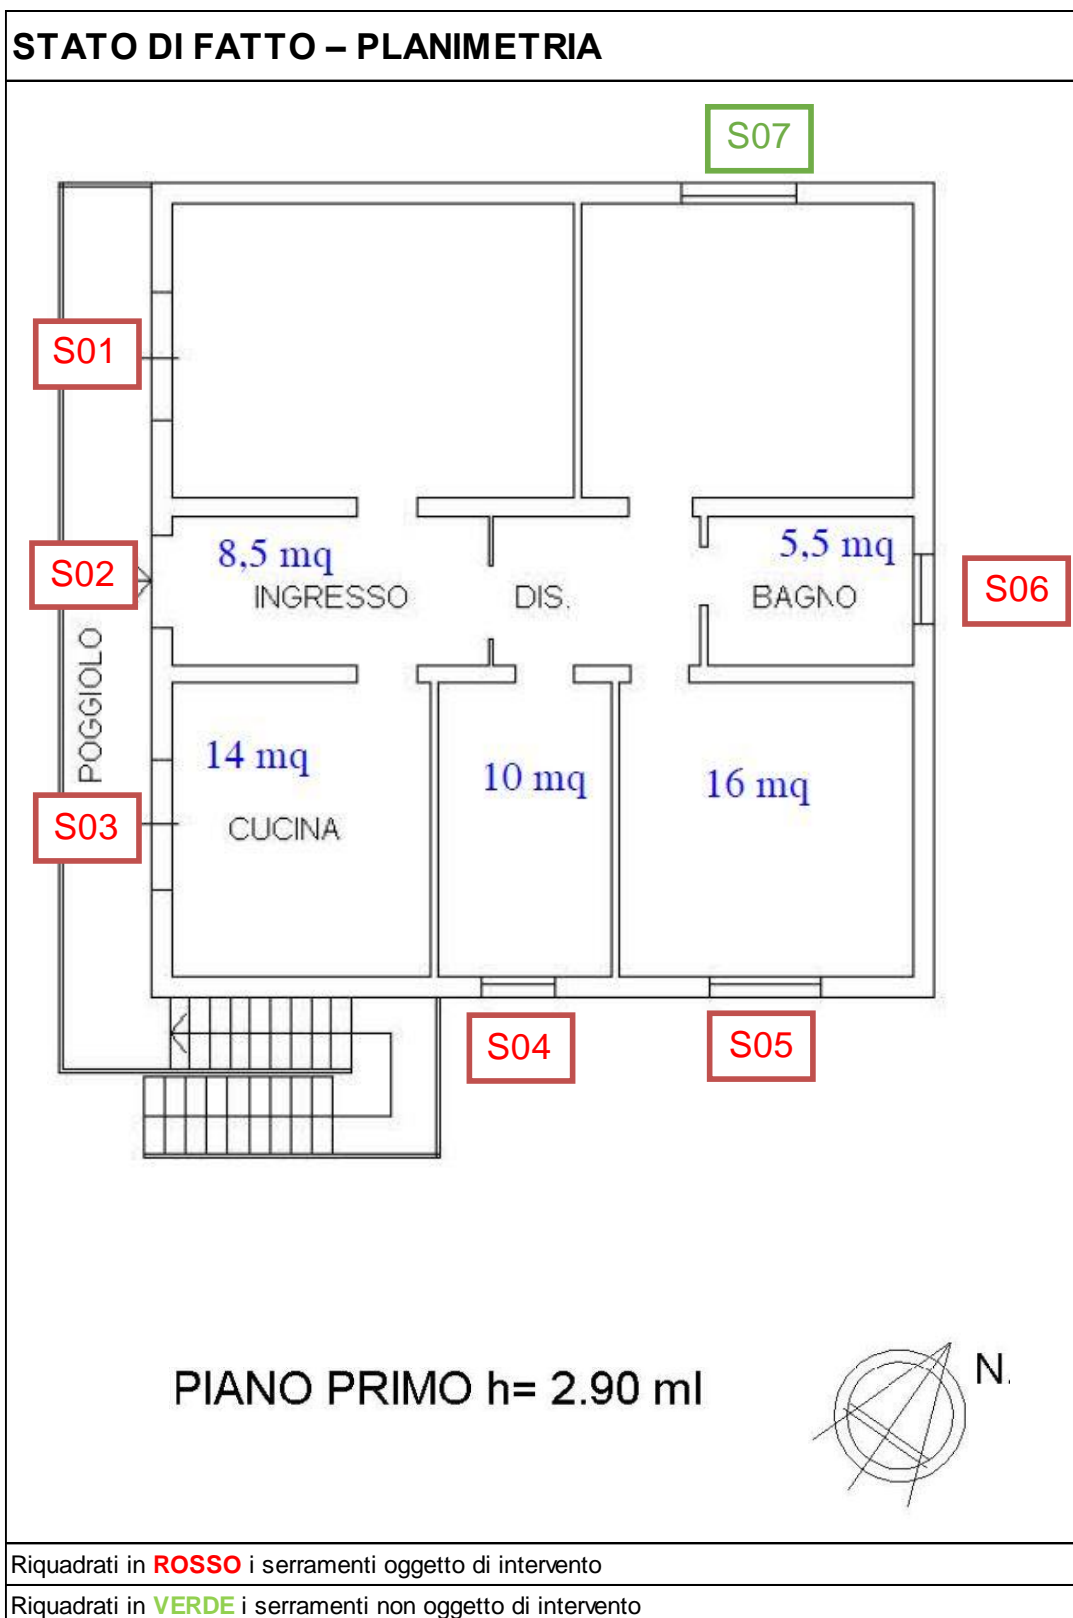 STATO DI FATTO – PLANIMETRIA
S07
S01
8,5 mq
5,5 mq
S02
INGRESSO
DIS.
BAGNO
S06
POGGIOLO
14 mq
10 mq
16 mq
S03
CUCINA
S04
S05
PIANO PRIMO h= 2.90 ml
N.
Riquadrati in ROSSO i serramenti oggetto di intervento
Riquadrati in VERDE i serramenti non oggetto di intervento